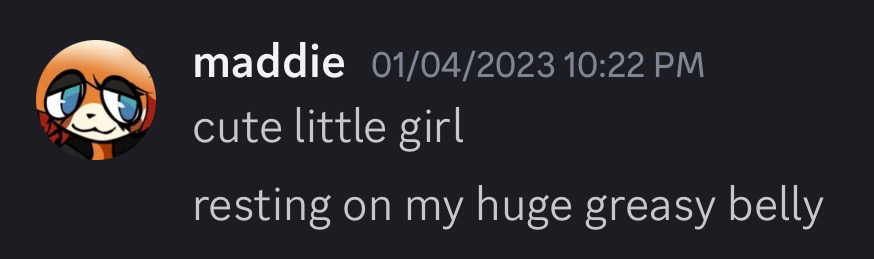 maddie 01/04/2023 10:22 PM
cute little girl
resting on my huge greasy belly